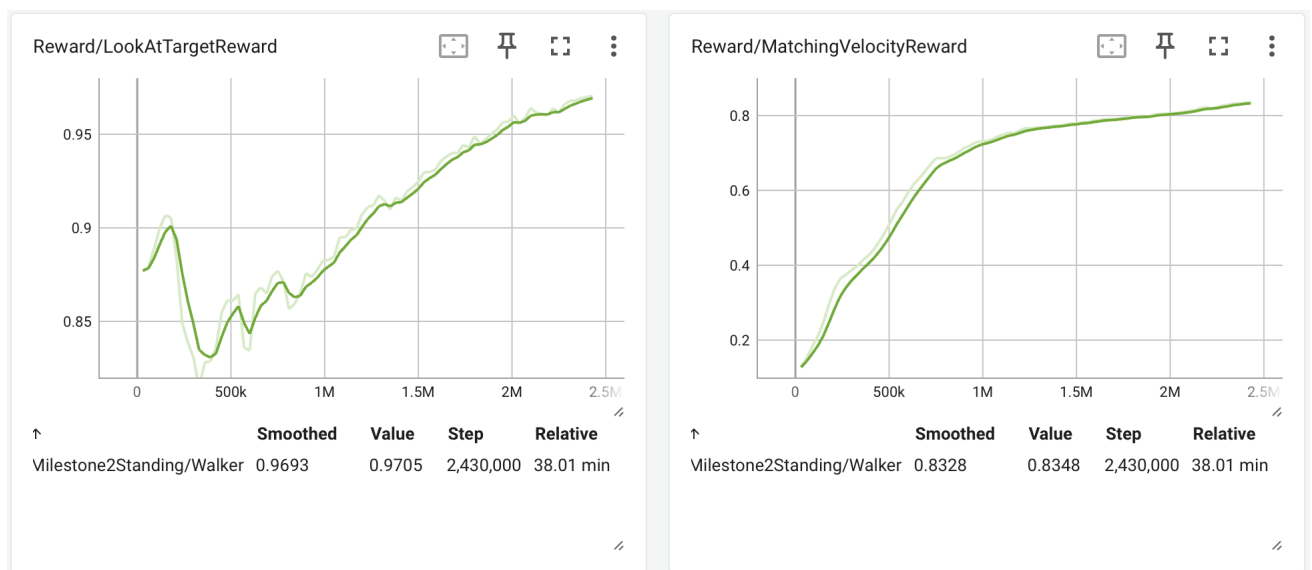 Reward/LookAtTargetReward
0.95
0.9
0.85
0 500k 1M 1.5M 2M 2.5M
↑ Smoothed Value Step Relative
Milestone2Standing/Walker 0.9693 0.9705 2,430,000 38.01 min
Reward/MatchingVelocityReward
0.8
0.6
0.4
0.2
0 500k 1M 1.5M 2M 2.5M
↑ Smoothed Value Step Relative
Milestone2Standing/Walker 0.8328 0.8348 2,430,000 38.01 min